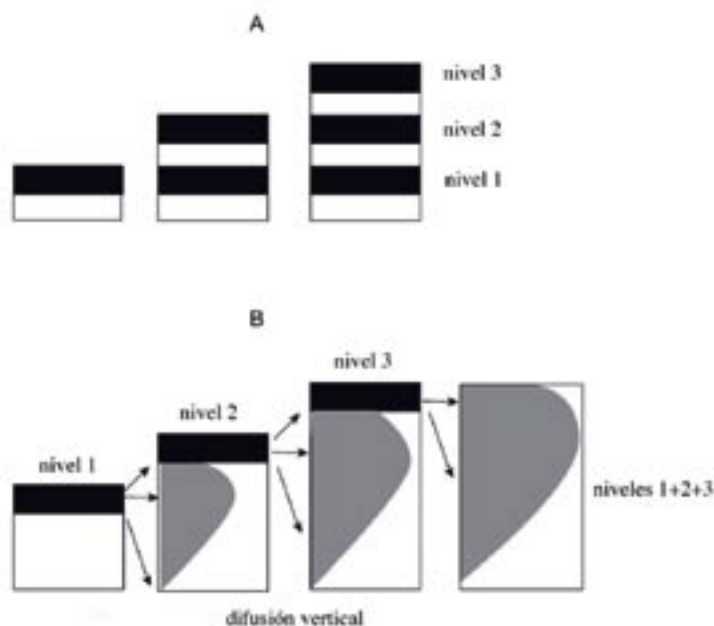 A
nivel 3
nivel 2
nivel 1
B
nivel 3
nivel 2
nivel 1
niveles 1+2+3
difusión vertical